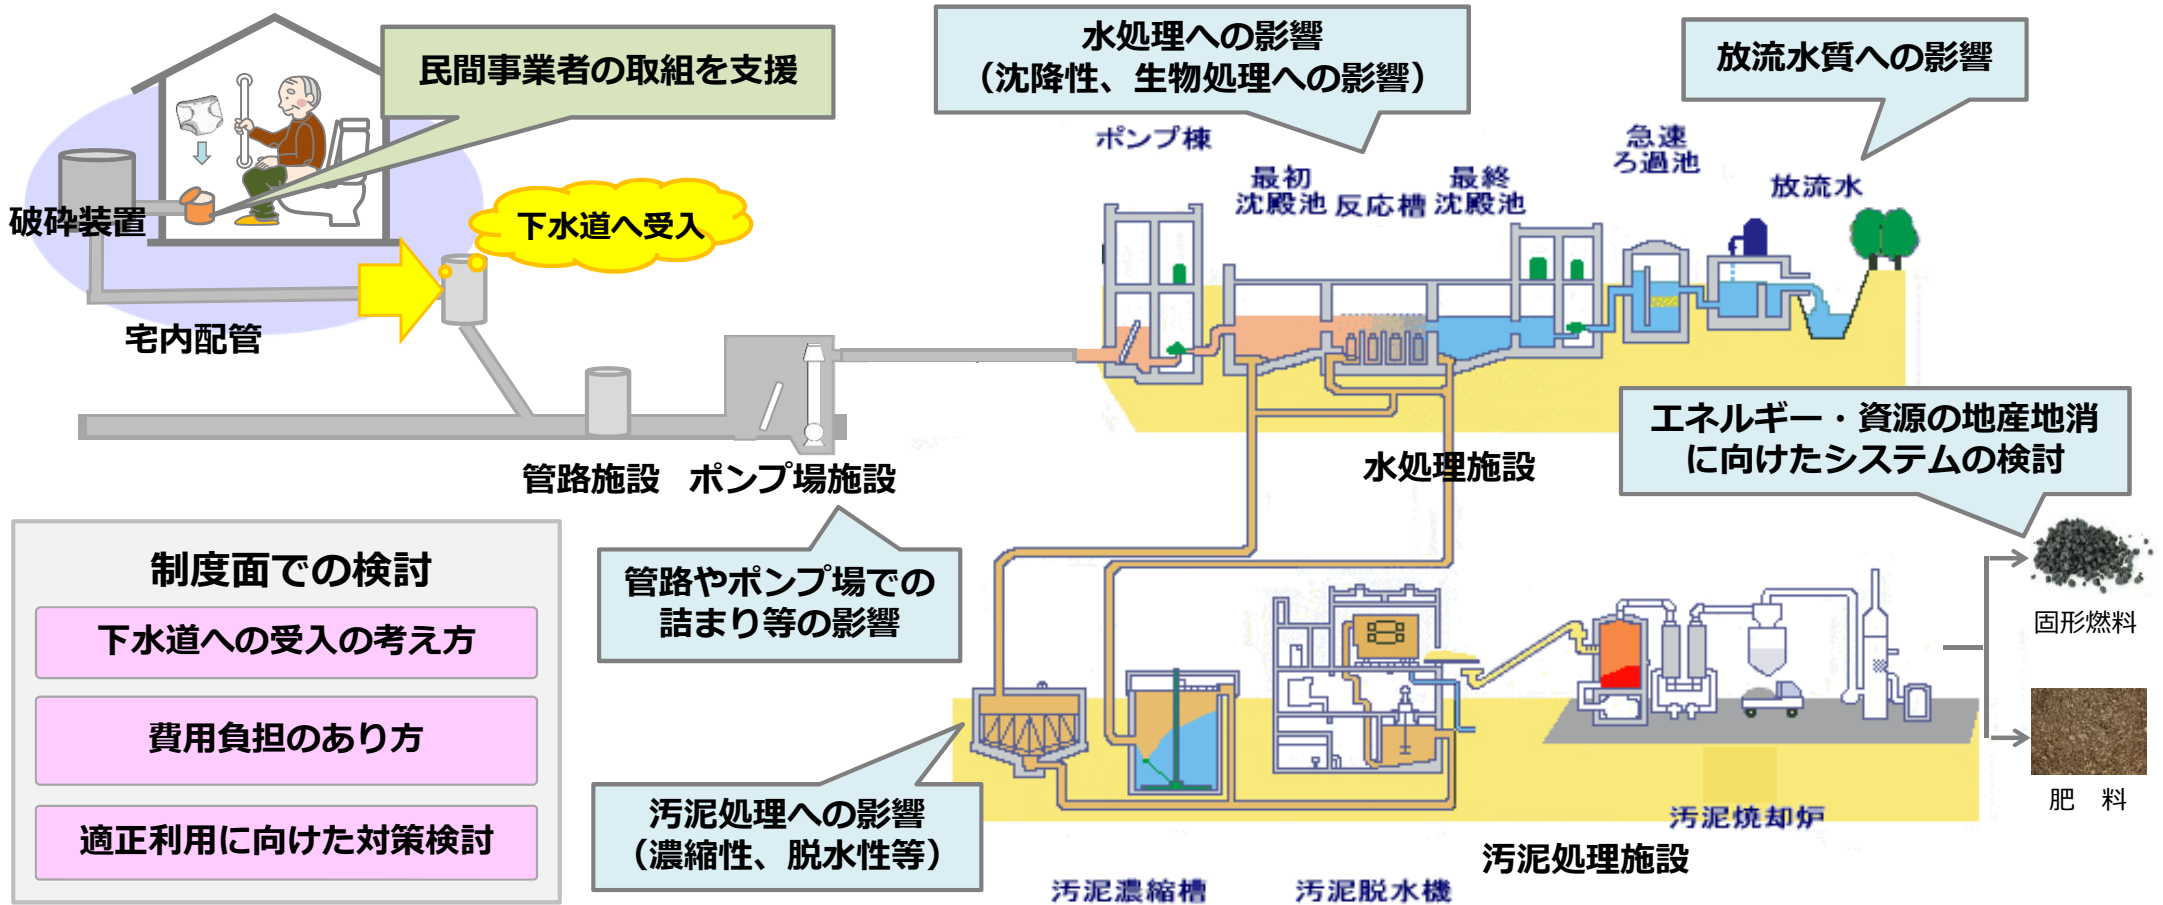 民間事業者の取組を支援
破砕装置
下水道へ受入
宅内配管
管路施設
ポンプ場施設
水処理への影響
（沈降性、生物処理への影響）
放流水質への影響
ポンプ棟
最初
沈殿池
反応槽
最終
沈殿池
急速
ろ過池
放流水
水処理施設
エネルギー・資源の地産地消
に向けたシステムの検討
制度面での検討
下水道への受入の考え方
費用負担のあり方
適正利用に向けた対策検討
管路やポンプ場での
詰まり等の影響
汚泥処理への影響
（濃縮性、脱水性等）
汚泥濃縮槽
汚泥脱水機
汚泥焼却炉
汚泥処理施設
固形燃料
肥　料